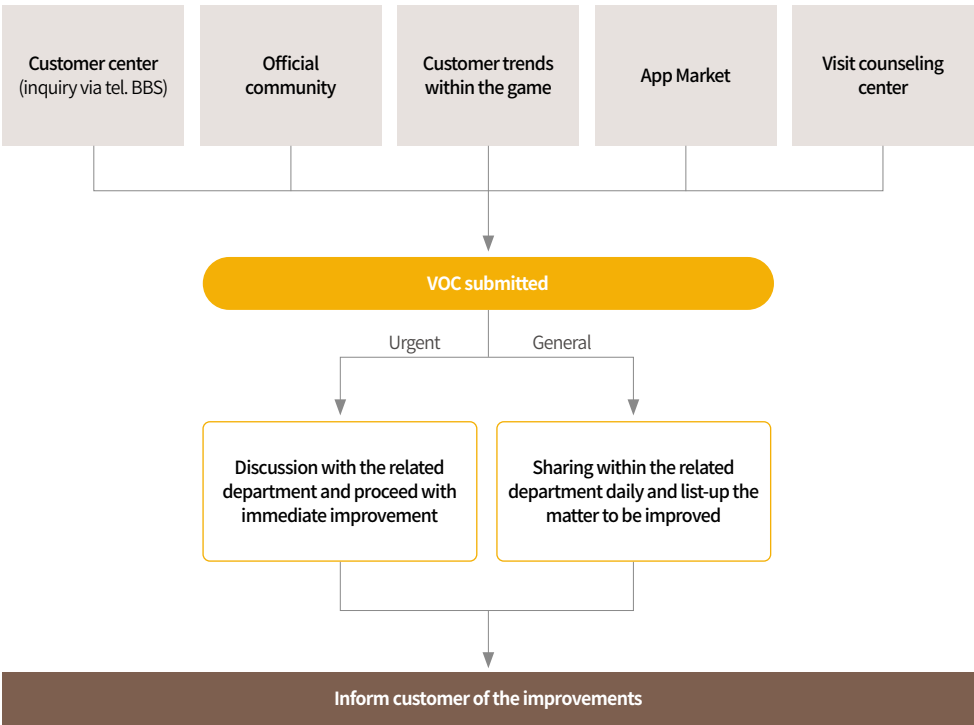 Customer center
(inquiry via tel. BBS)
Official
community
Customer trends
within the game
App Market
Visit counseling
center
VOC submitted
Urgent
General
Discussion with the related
department and proceed with
immediate improvement
Sharing within the related
department daily and list-up the
matter to be improved
Inform customer of the improvements